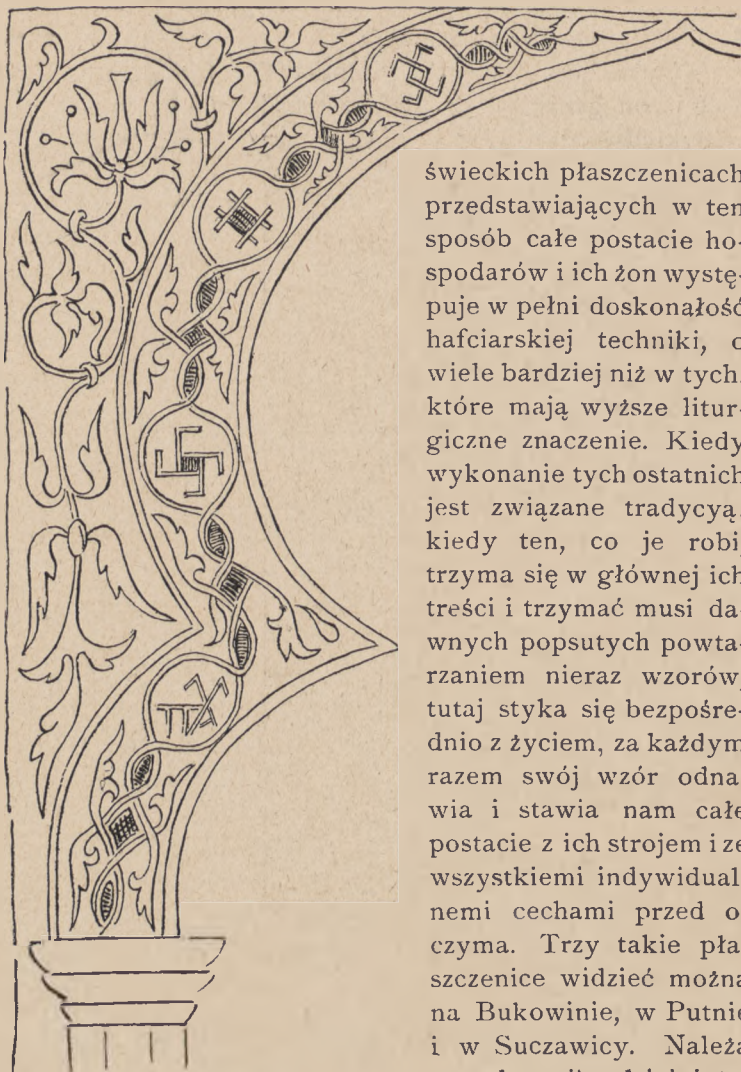 świeckich płaszczenicach
przedstawiających w ten
sposób całe postacie ho-
spodarów i ich żon wystę-
puje w pełni doskonąłość
hafciarskiej techniki, o
wiele bardziej niż w tych,
które mają wyższe litur-
giczne znaczenie. Kiedy
wykonanie tych ostatnich
jest związane tradycyą,
kiedy ten, co je robi
trzyma się w głównej ich
treści i trzymać musi da-
wnych popsutych powta-
rzaniem nieraz wzorów,
tutaj styka się bezpośre-
dnio z życiem, za każdym
razem swój wzór odna-
wia i stawia nam całe
postacie z ich strojem i ze
wszystkiemi indywidual-
nemi cechami przed o-
czyma. Trzy takie pła-
szczenice widzieć można
na Bukowinie, w Putnie
i w Suczawicy. Należą